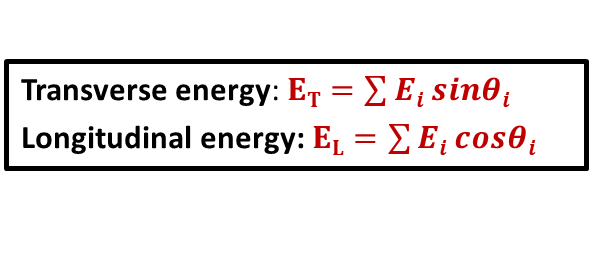 Transverse energy: E_T = ∑ E_i sinθ_i
Longitudinal energy: E_L = ∑ E_i cosθ_i